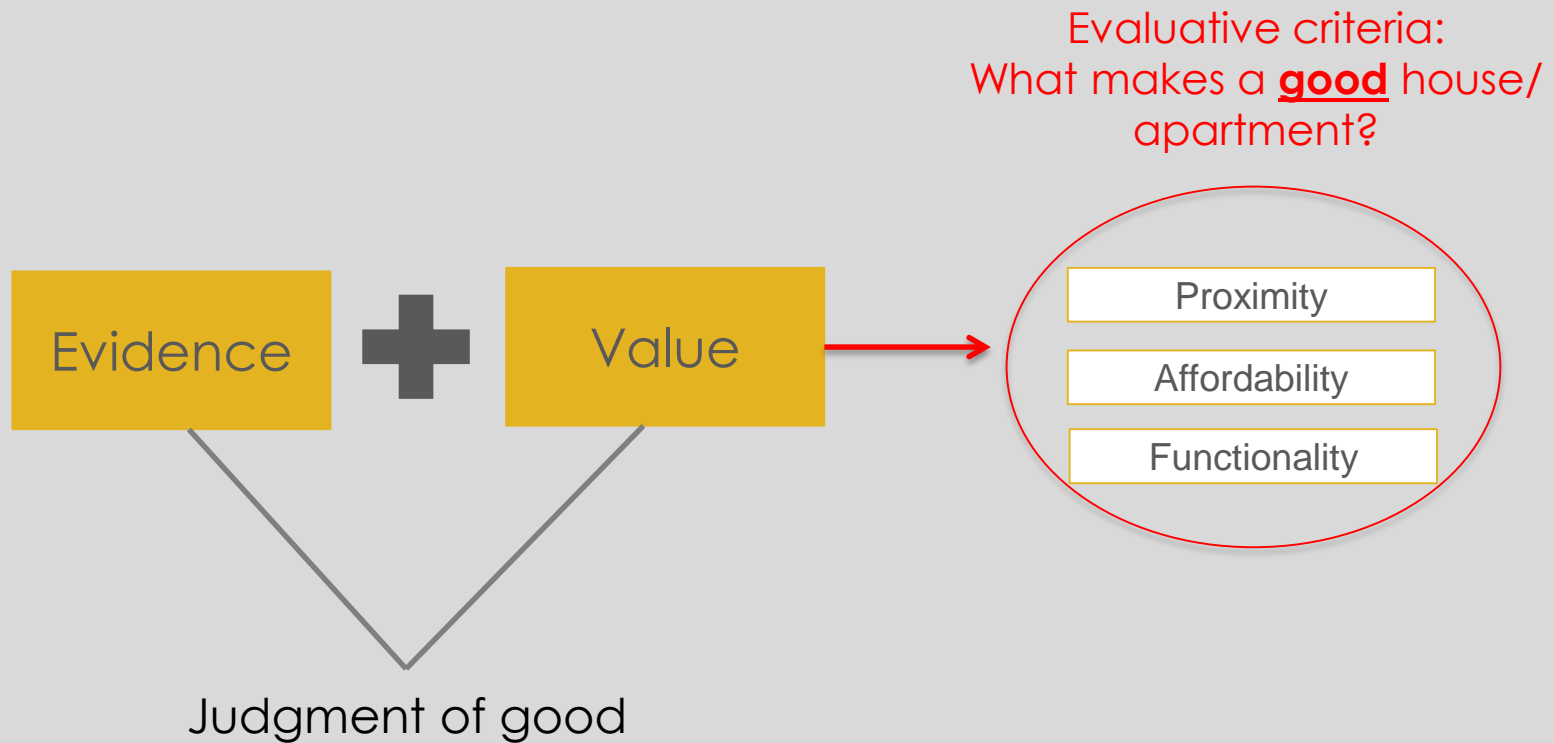 Evaluative criteria:
What makes a good house/
apartment?
Evidence
Value
Proximity
Affordability
Functionality
Judgment of good